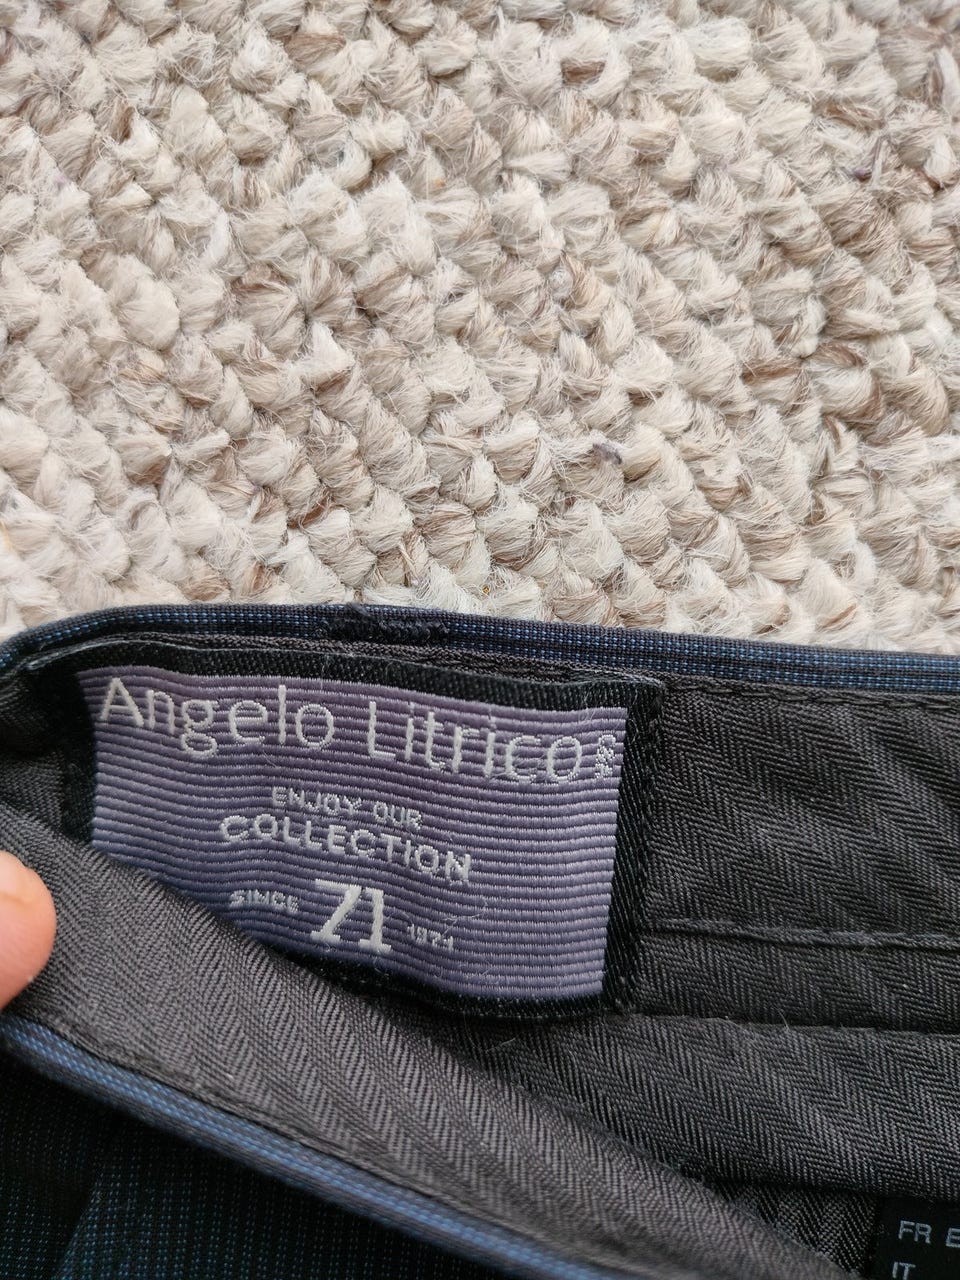 Angelo Litrico
ENJOY OUR
COLLECTION
SINCE 71 1971
FR
IT